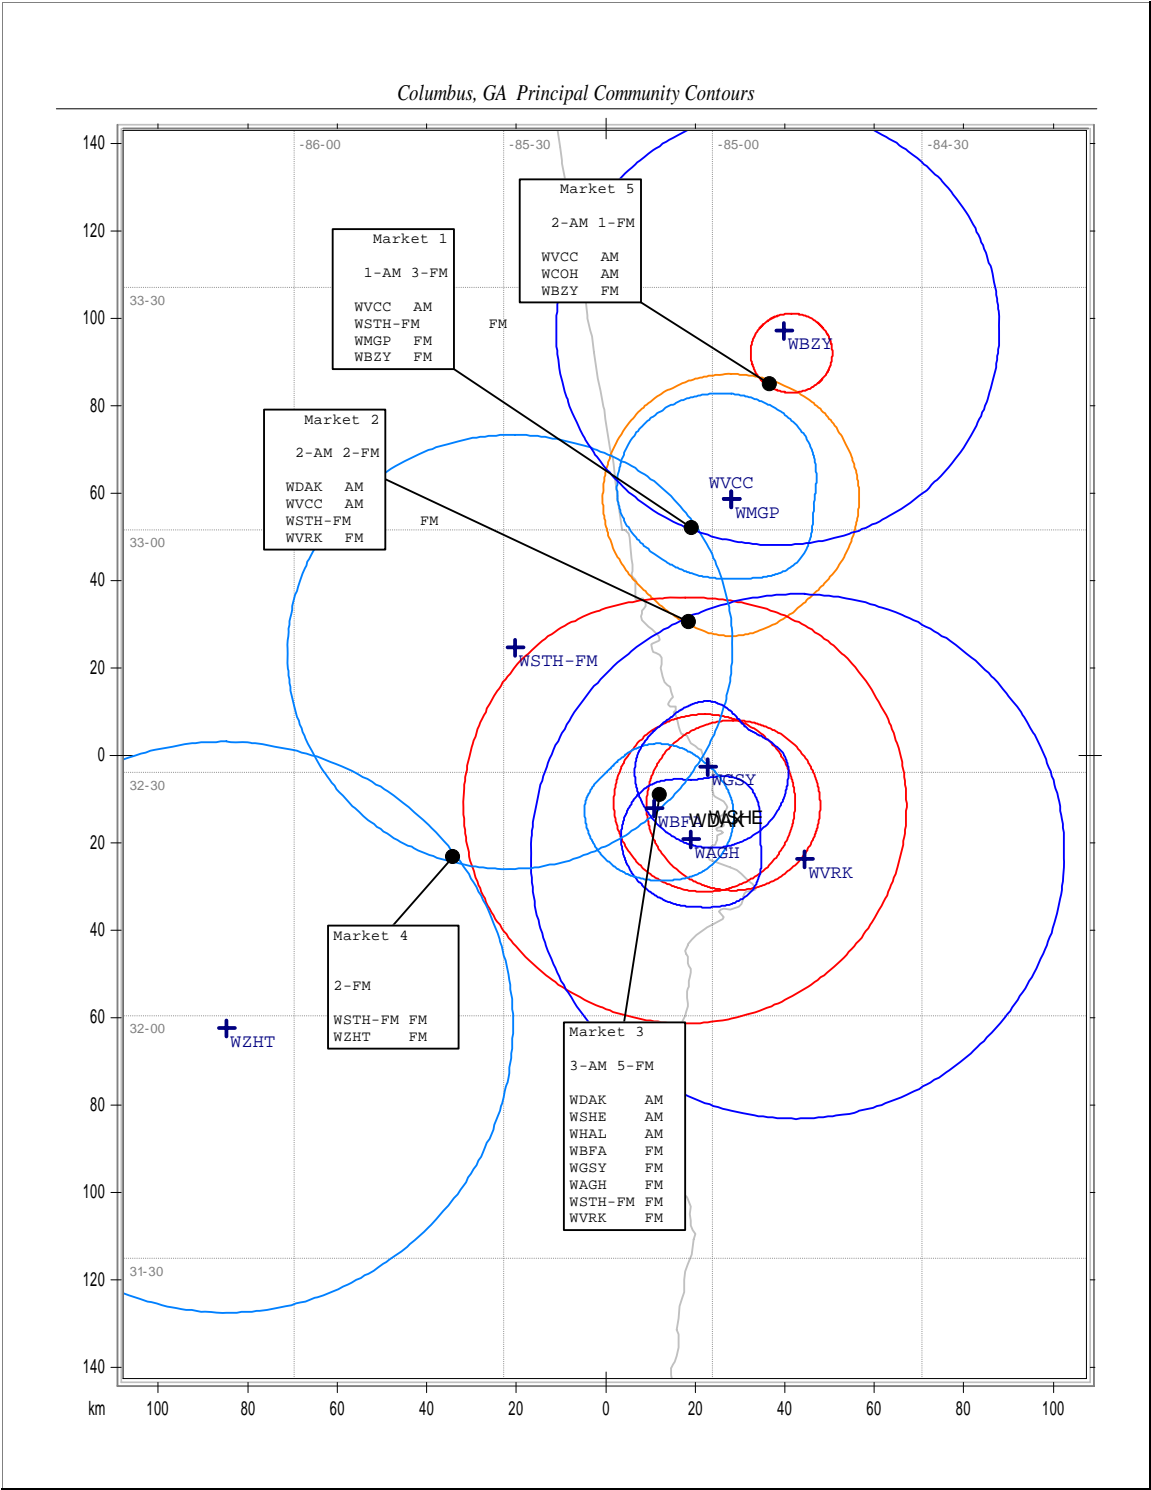 Columbus, GA Principal Community Contours
140
-86-00
-85-30
-85-00
-84-30
Market 5
2-AM 1-FM
WVCC AM
WCOH AM
WBZY FM
120
Market 1
1-AM 3-FM
WVCC AM
WSTH-FM FM
WMGP FM
WBZY FM
33-30
100
WBZY
80
Market 2
2-AM 2-FM
WDAK AM
WVCC AM
WSTH-FM FM
WVRK FM
60
WVCC
WMGP
33-00
40
20
WSTH-FM
0
32-30
WGSY
WBFA
WDAK
WSHE
20
WAGH
WVRK
40
Market 4
2-FM
WSTH-FM FM
WZHT FM
60
32-00
WZHT
Market 3
3-AM 5-FM
WDAK AM
WSHE AM
WHAL AM
WBFA FM
WGSY FM
WAGH FM
WSTH-FM FM
WVRK FM
80
100
31-30
120
140
km 100 80 60 40 20 0 20 40 60 80 100